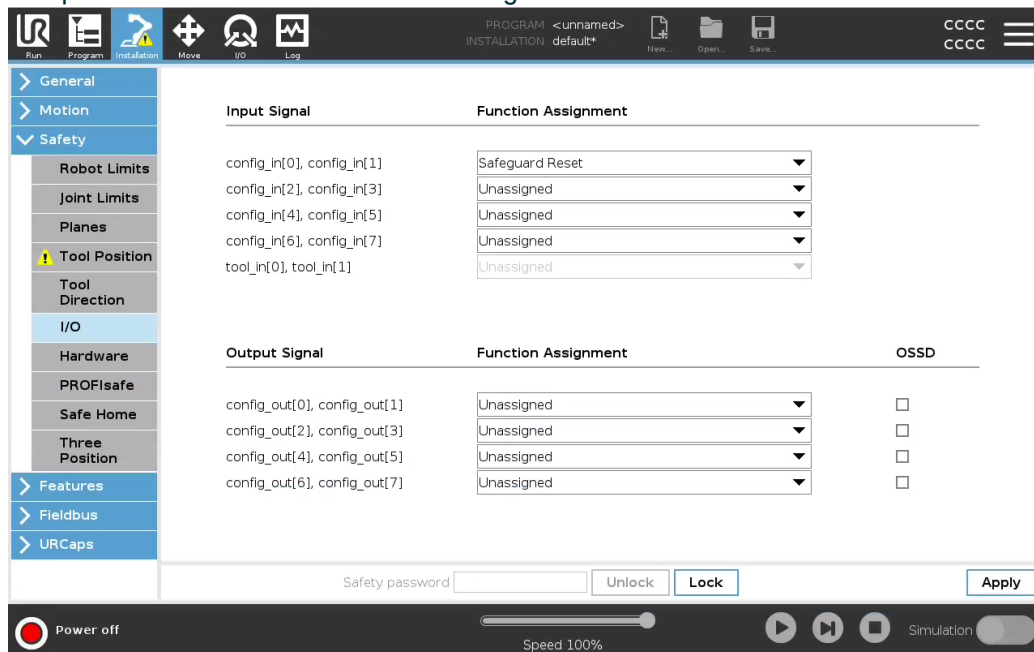 PROGRAM <unnamed>
INSTALLATION default*
Run Program Installation Move I/O Log New... Open... Save...
CCCC
CCCC
General
Motion
Safety
Robot Limits
Joint Limits
Planes
Tool Position
Tool
Direction
I/O
Hardware
PROFIsafe
Safe Home
Three
Position
Features
Fieldbus
URCaps
Input Signal Function Assignment
config_in[0], config_in[1] Safeguard Reset
config_in[2], config_in[3] Unassigned
config_in[4], config_in[5] Unassigned
config_in[6], config_in[7] Unassigned
tool_in[0], tool_in[1] Unassigned
Output Signal Function Assignment OSSD
config_out[0], config_out[1] Unassigned
config_out[2], config_out[3] Unassigned
config_out[4], config_out[5] Unassigned
config_out[6], config_out[7] Unassigned
Safety password Unlock Lock Apply
Power off
Speed 100%
Simulation